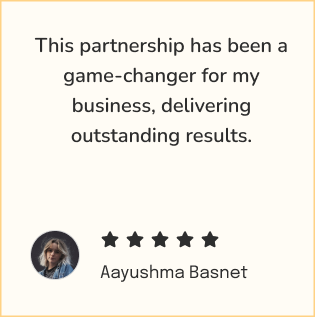 This partnership has been a
game-changer for my
business, delivering
outstanding results.
Aayushma Basnet